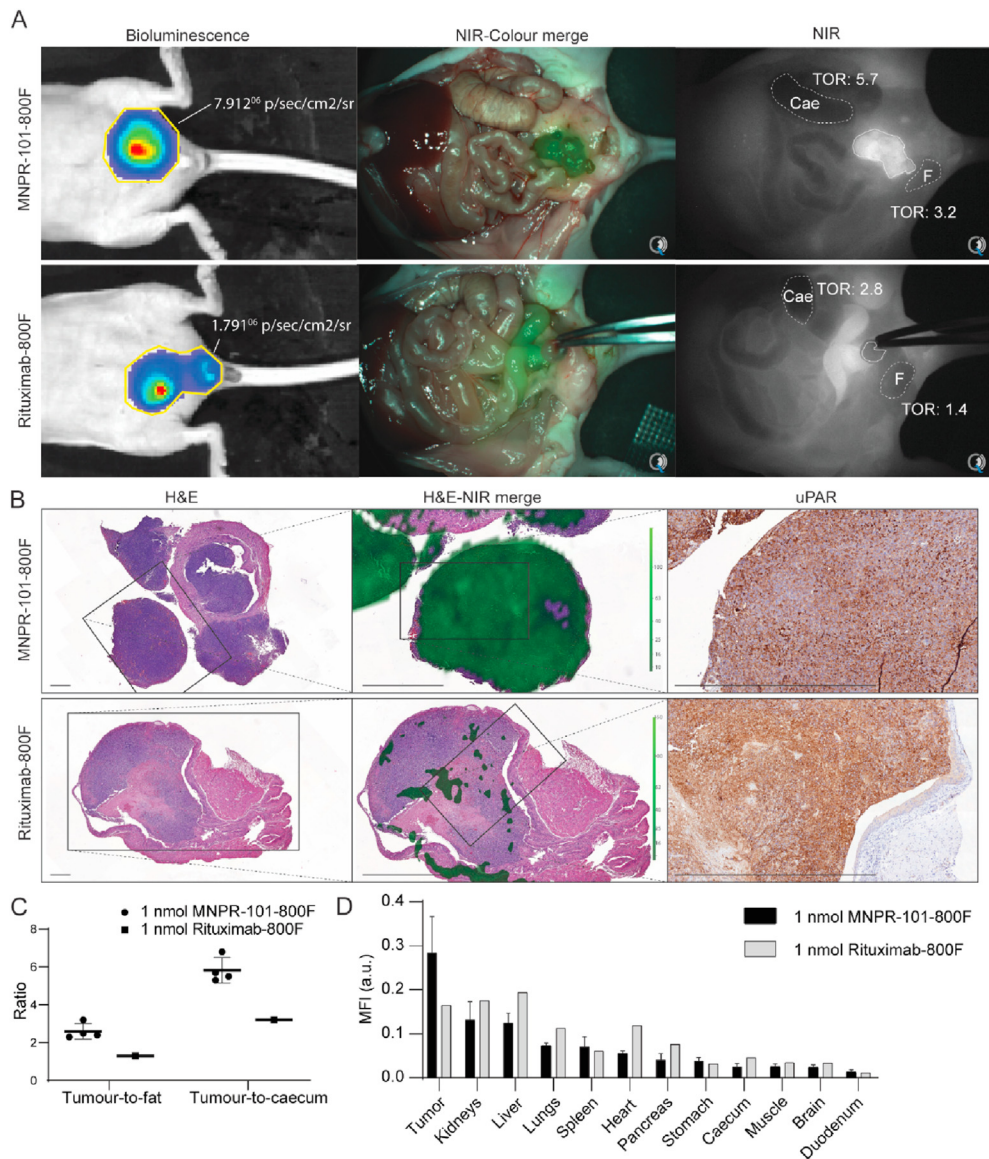 A
Bioluminescence
NIR-Colour merge
NIR
MNPR-101-800F
7.912⁰⁶ p/sec/cm2/sr
TOR: 5.7
Cae
F
TOR: 3.2
Rituximab-800F
1.791⁰⁶ p/sec/cm2/sr
Cae
TOR: 2.8
F
TOR: 1.4
B
H&E
H&E-NIR merge
uPAR
MNPR-101-800F
Rituximab-800F
C
1 nmol MNPR-101-800F
1 nmol Rituximab-800F
Ratio
8
6
4
2
0
Tumour-to-fat
Tumour-to-caecum
D
1 nmol MNPR-101-800F
1 nmol Rituximab-800F
MFI (a.u.)
0.4
0.3
0.2
0.1
0.0
Tumor
Kidneys
Liver
Lungs
Spleen
Heart
Pancreas
Stomach
Caecum
Muscle
Brain
Duodenum